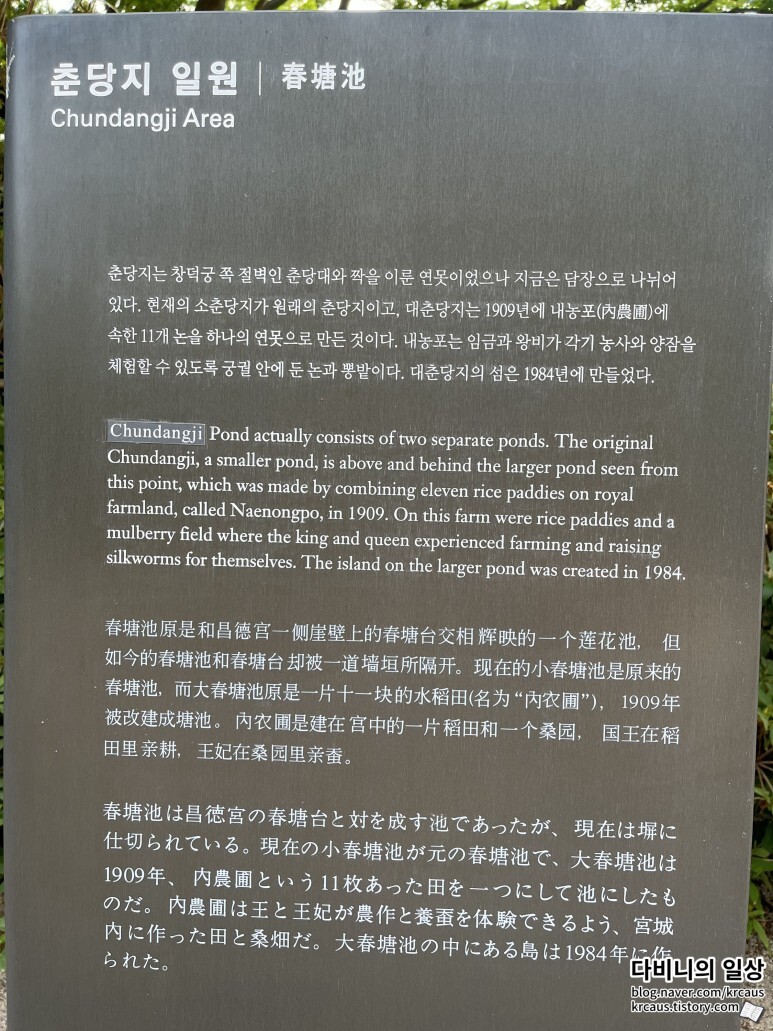 춘당지 일원 | 春塘池
Chundangji Area
춘당지는 창덕궁 쪽 절벽인 춘당대와 짝을 이룬 연못이었으나 지금은 담장으로 나뉘어
있다. 현재의 소춘당지가 원래의 춘당지이고, 대춘당지는 1909년에 내농포(內農圃)에
속한 11개 논을 하나의 연못으로 만든 것이다. 내농포는 임금과 왕비가 각기 농사와 양잠을
체험할 수 있도록 궁궐 안에 둔 논과 뽕밭이다. 대춘당지의 섬은 1984년에 만들었다.
Chundangji Pond actually consists of two separate ponds. The original
Chundangji, a smaller pond, is above and behind the larger pond seen from
this point, which was made by combining eleven rice paddies on royal
farmland, called Naenongpo, in 1909. On this farm were rice paddies and a
mulberry field where the king and queen experienced farming and raising
silkworms for themselves. The island on the larger pond was created in 1984.
春塘池原是和昌德宫一侧崖壁上的春塘台交相辉映的一个莲花池， 但
如今的春塘池和春塘台却被一道墙垣所隔开。现在的小春塘池是原来的
春塘池，而大春塘池原是一片十一块的水稻田(名为“內衣圃”)， 1909年
被改建成塘池。內衣圃是建在宫中的一片稻田和一个桑园， 国王在稻
田里亲耕，王妃在桑园里亲蚕。
春塘池は昌徳宮の春塘台と対を成す池であったが、現在は塀に
仕切られている。現在の小春塘池が元の春塘池で、大春塘池は
1909年、内農圃という11枚あった田を一つにして池にしたも
のだ。内農圃は王と王妃が農作と養蚕を体験できるよう、宮城
内に作った田と桑畑だ。大春塘池の中にある島は1984年に作
られた。
다비니의 일상
blog.naver.com/krcaus
krcaus.tistory.com